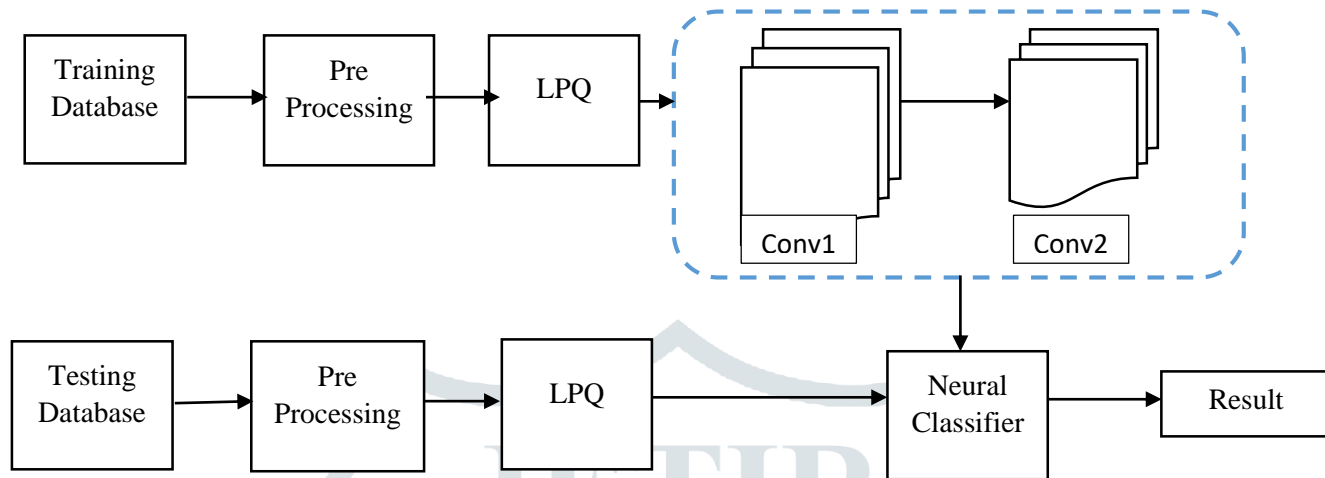 Training
Database
Pre
Processing
LPQ
Conv1
Conv2
Testing
Database
Pre
Processing
LPQ
Neural
Classifier
Result